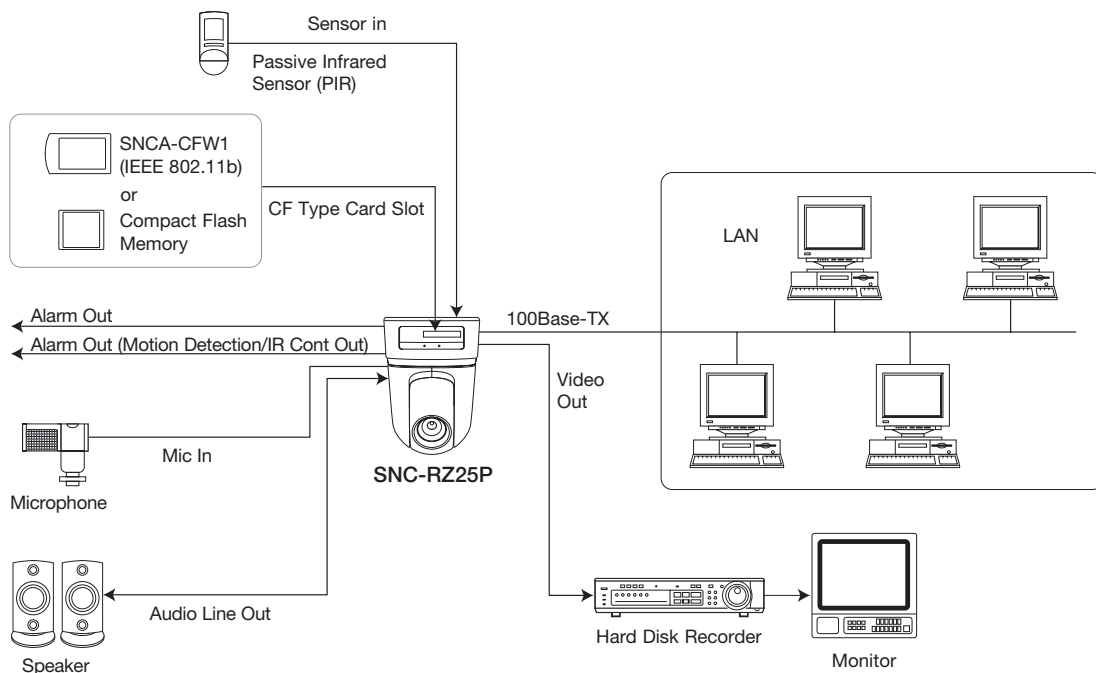 Sensor in
Passive Infrared
Sensor (PIR)
SNCA-CFW1
(IEEE 802.11b)
or
Compact Flash
Memory
CF Type Card Slot
LAN
Alarm Out
Alarm Out (Motion Detection/IR Cont Out)
100Base-TX
Video
Out
Mic In
SNC-RZ25P
Microphone
Audio Line Out
Speaker
Hard Disk Recorder
Monitor